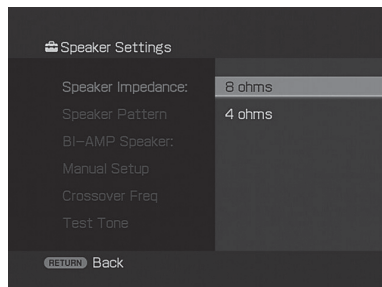 Speaker Settings
Speaker Impedance:
8 ohms
Speaker Pattern
4 ohms
BI-AMP Speaker:
Manual Setup
Crossover Freq
Test Tone
RETURN Back